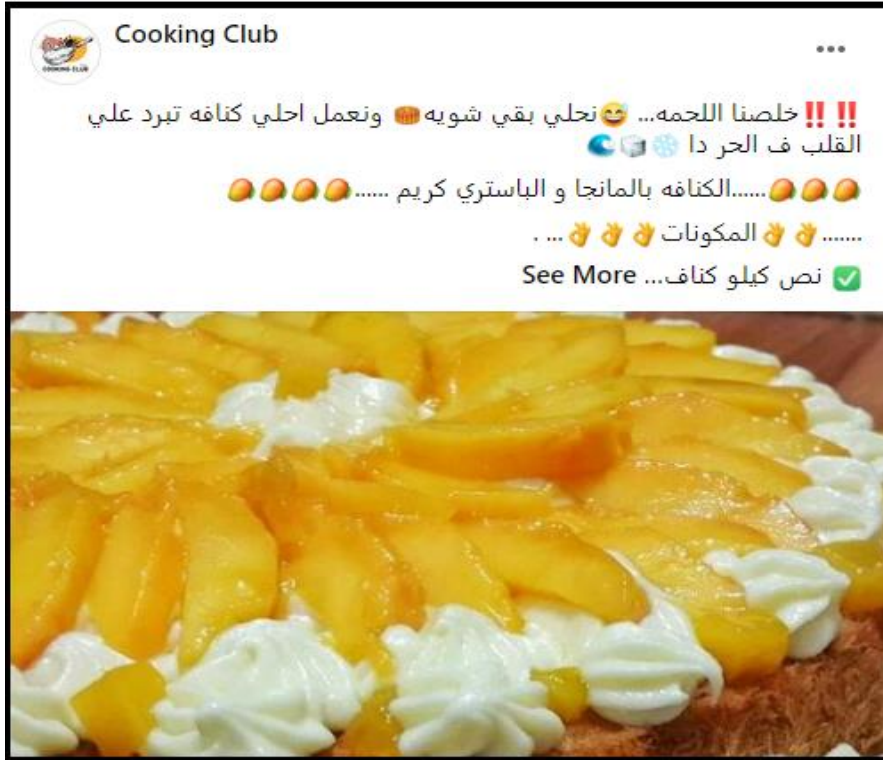 Cooking Club
‼️‼️خلصنا اللحمه... 😅نحلي بقي شويه🥮 ونعمل احلي كنافه تبرد علي
القلب ف الحر دا ❄️🧊🌊
🥭🥭🥭......الكنافه بالمانجا و الباستري كريم ......🥭🥭🥭🥭
.......👌👌المكونات👌👌👌... .
✅ نص كيلو كناف... See More